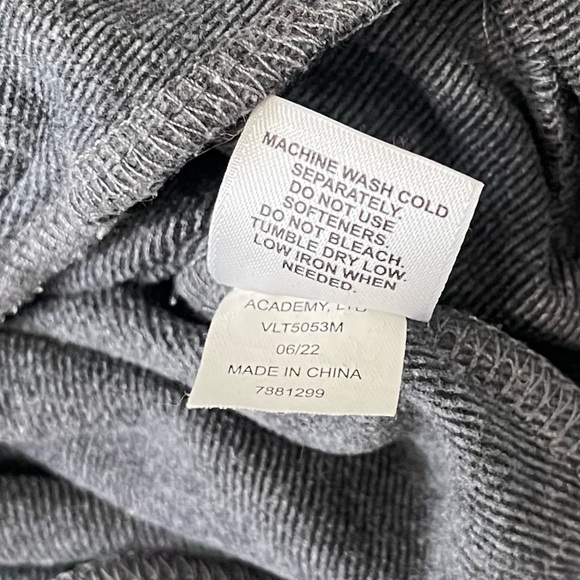 MACHINE WASH COLD
SEPARATELY.
DO NOT USE
SOFTENERS.
DO NOT BLEACH.
TUMBLE DRY LOW.
LOW IRON WHEN
NEEDED.
ACADEMY, LTD
VLT5053M
06/22
MADE IN CHINA
7881299